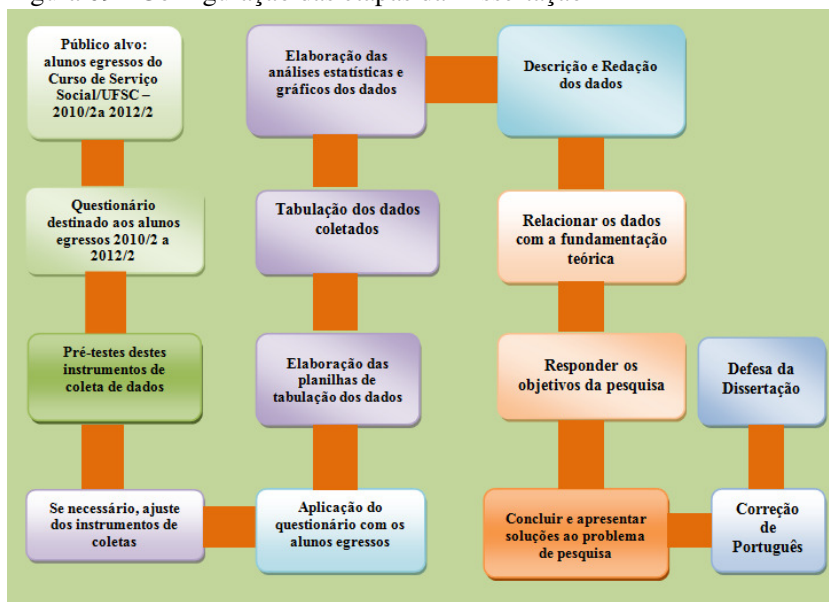 Público alvo:
alunos egressos do
Curso de Serviço
Social/UFSC –
2010/2a 2012/2
Questionário
destinado aos alunos
egressos 2010/2 a
2012/2
Pré-testes destes
instrumentos de
coleta de dados
Se necessário, ajuste
dos instrumentos de
coletas
Aplicação do
questionário com os
alunos egressos
Elaboração das
planilhas de
tabulação dos dados
Tabulação dos dados
coletados
Elaboração das
análises estatísticas e
gráficos dos dados
Descrição e Redação
dos dados
Relacionar os dados
com a fundamentação
teórica
Responder os
objetivos da pesquisa
Concluir e apresentar
soluções ao problema
de pesquisa
Correção
de
Português
Defesa da
Dissertação